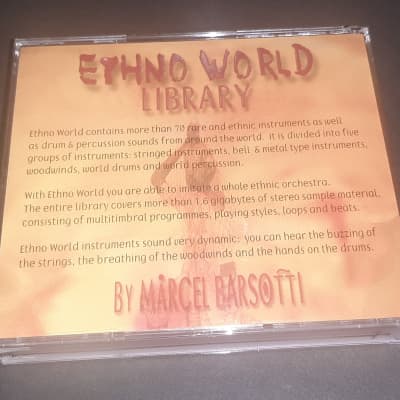 ETHNO WORLD
LIBRARY
Ethno World contains more than 70 rare and ethnic instruments as well
as drum & percussion sounds from around the world. It is divided into five
groups of instruments: stringed instruments, bell & metal type instruments,
woodwinds, world drums and world percussion.
With Ethno World you are able to imitate a whole ethnic orchestra.
The entire library covers more than 1,6 gigabytes of stereo sample material,
consisting of multitimbral programmes, playing styles, loops and beats.
Ethno World instruments sound very dynamic: you can hear the buzzing of
the strings, the breathing of the woodwinds and the hands on the drums.
BY MARCEL BARSOTTI